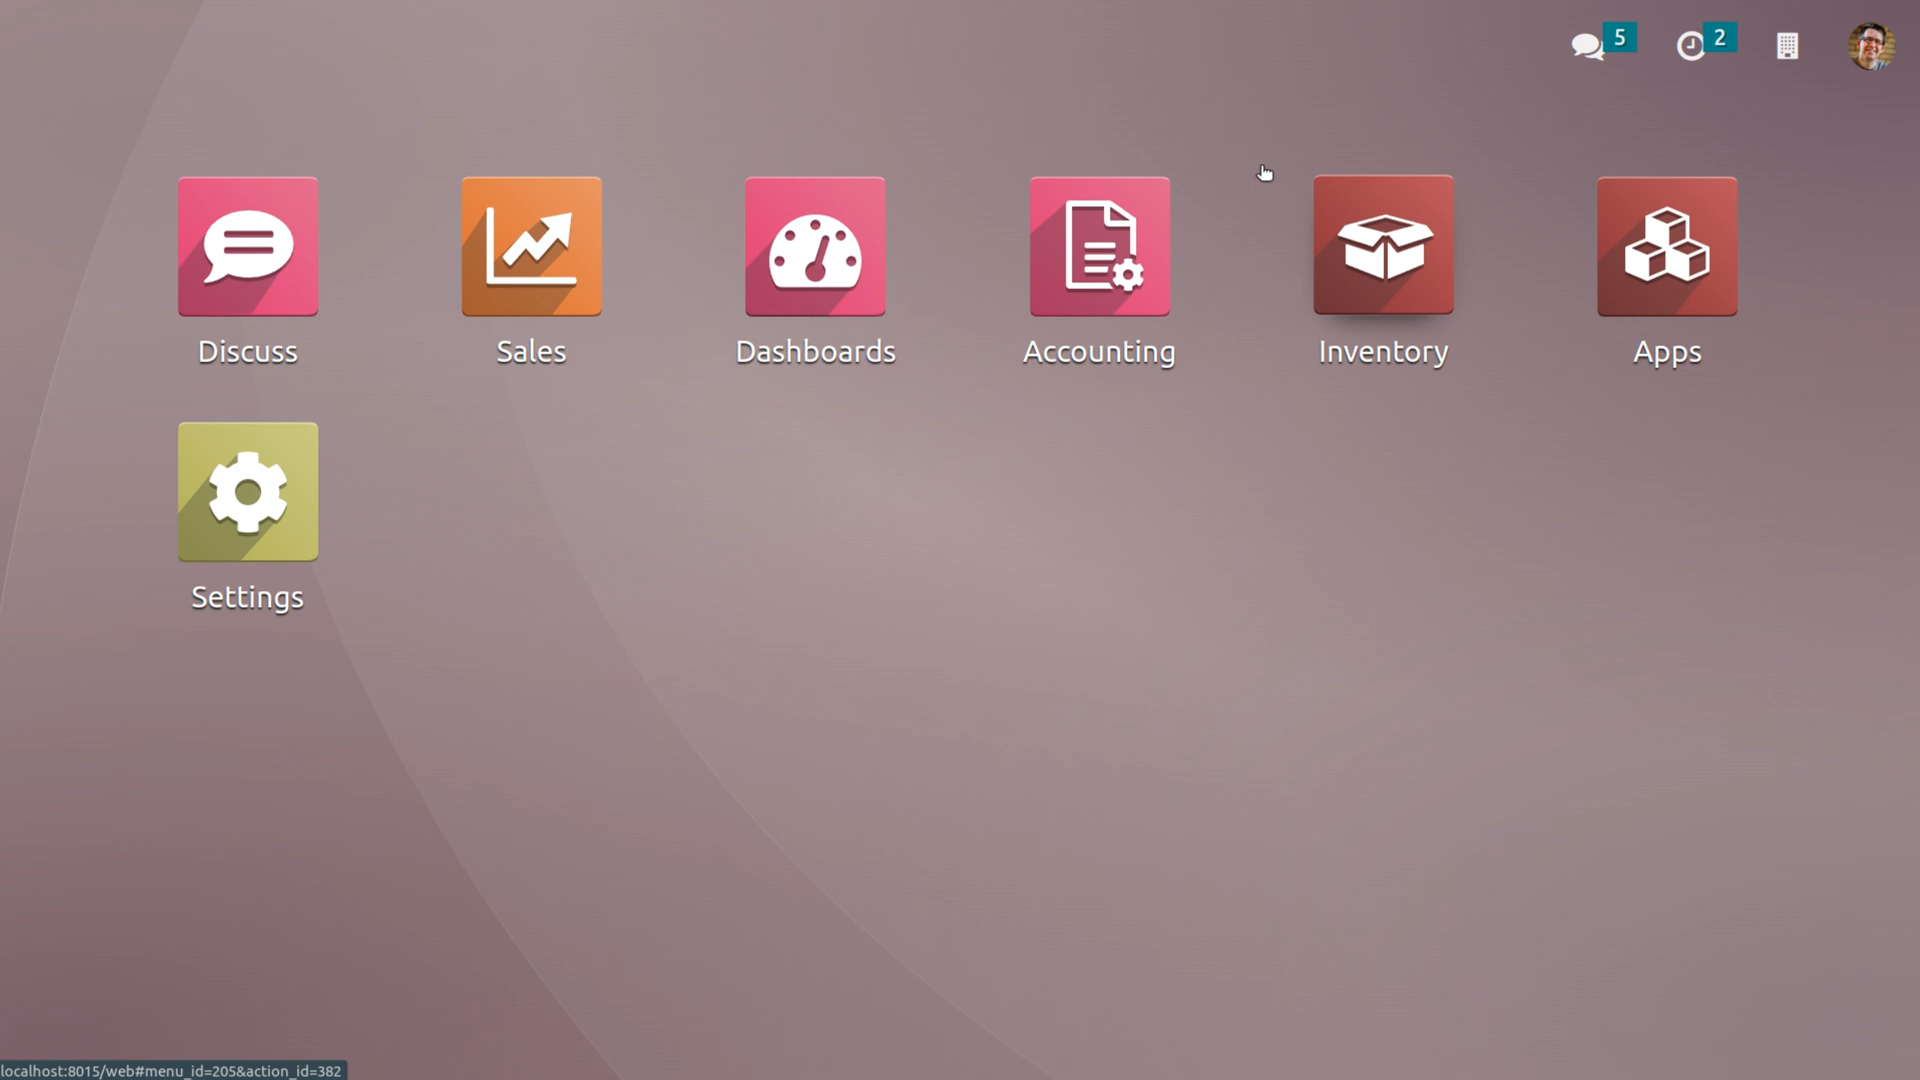 5
2
Discuss
Sales
Dashboards
Accounting
Inventory
Apps
Settings
localhost:8015/web#menu_id=205&action_id=382